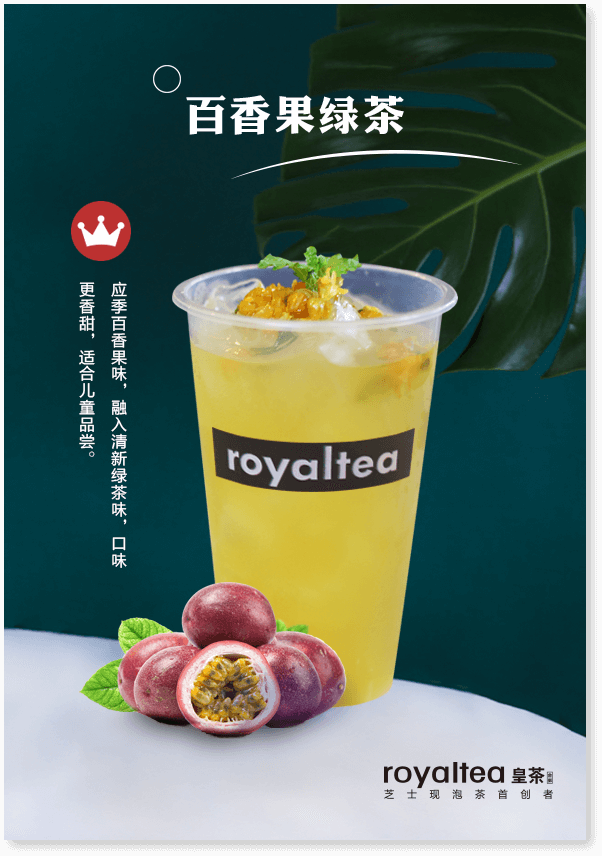 百香果绿茶
应季百香果味，融入清新绿茶味，口味
更香甜，适合儿童品尝。
royaltea
royaltea 皇茶
芝士现泡茶首创者